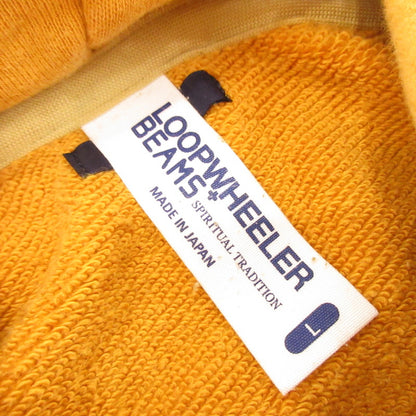 LOOPWHEELER
+
BEAMS
SPIRITUAL TRADITION
MADE IN JAPAN
L